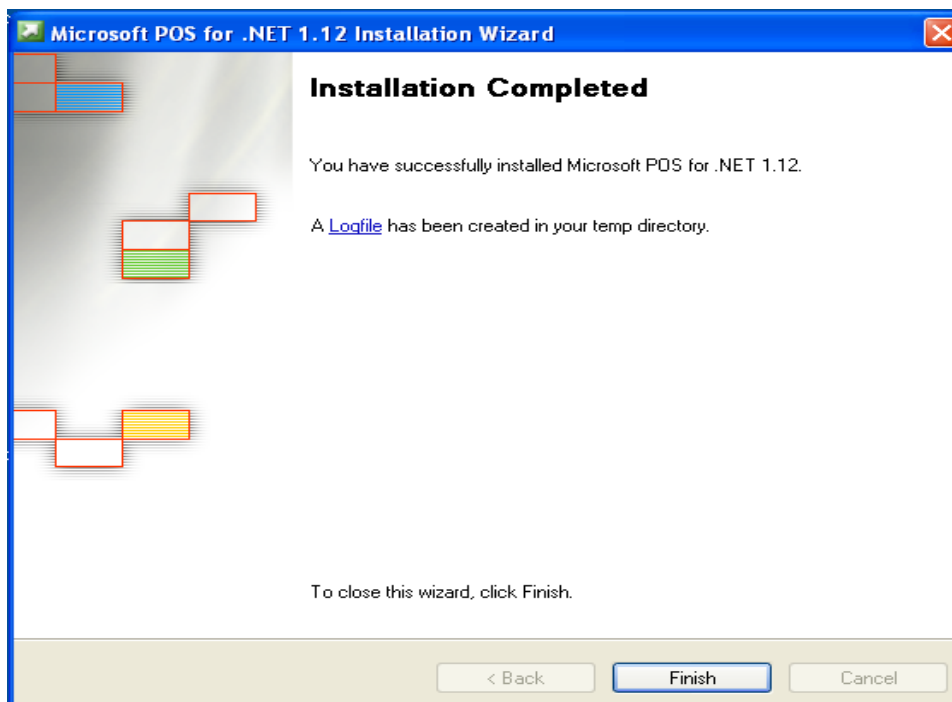 Microsoft POS for .NET 1.12 Installation Wizard
Installation Completed
You have successfully installed Microsoft POS for .NET 1.12.
A Logfile has been created in your temp directory.
To close this wizard, click Finish.
< Back
Finish
Cancel